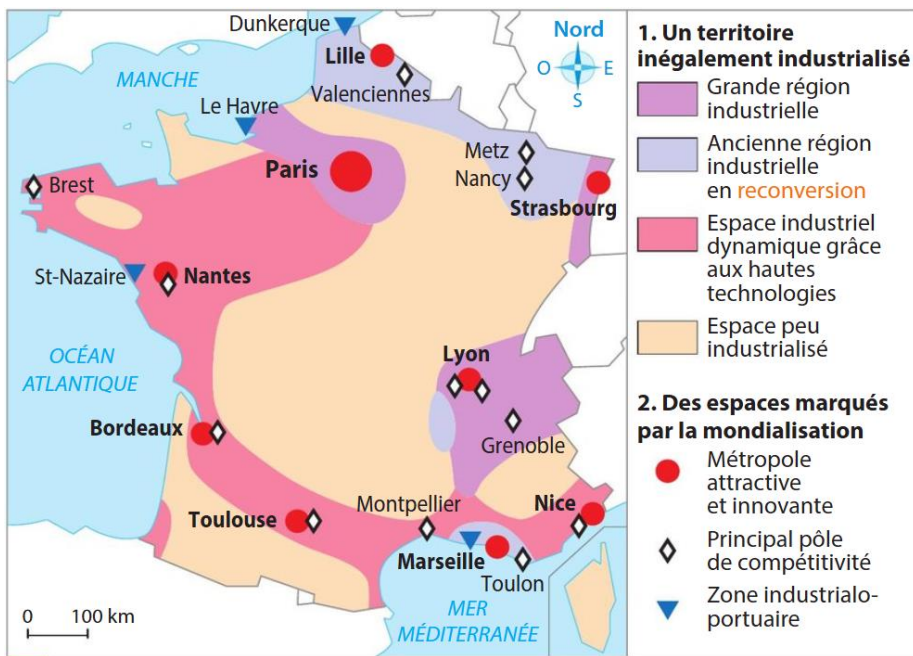 Dunkerque
Nord
O
E
S
Lille
MANCHE
Valenciennes
Le Havre
Metz
Paris
Nancy
Brest
Strasbourg
St-Nazaire
Nantes
OCÉAN
ATLANTIQUE
Lyon
Bordeaux
Grenoble
Montpellier
Nice
Toulouse
Marseille
Toulon
0
100 km
MER
MÉDITERRANÉE
1. Un territoire
inégalement industrialisé
Grande région
industrielle
Ancienne région
industrielle
en reconversion
Espace industriel
dynamique grâce
aux hautes
technologies
Espace peu
industrialisé
2. Des espaces marqués
par la mondialisation
Métropole
attractive
et innovante
Principal pôle
de compétitivité
Zone industrialo-
portuaire